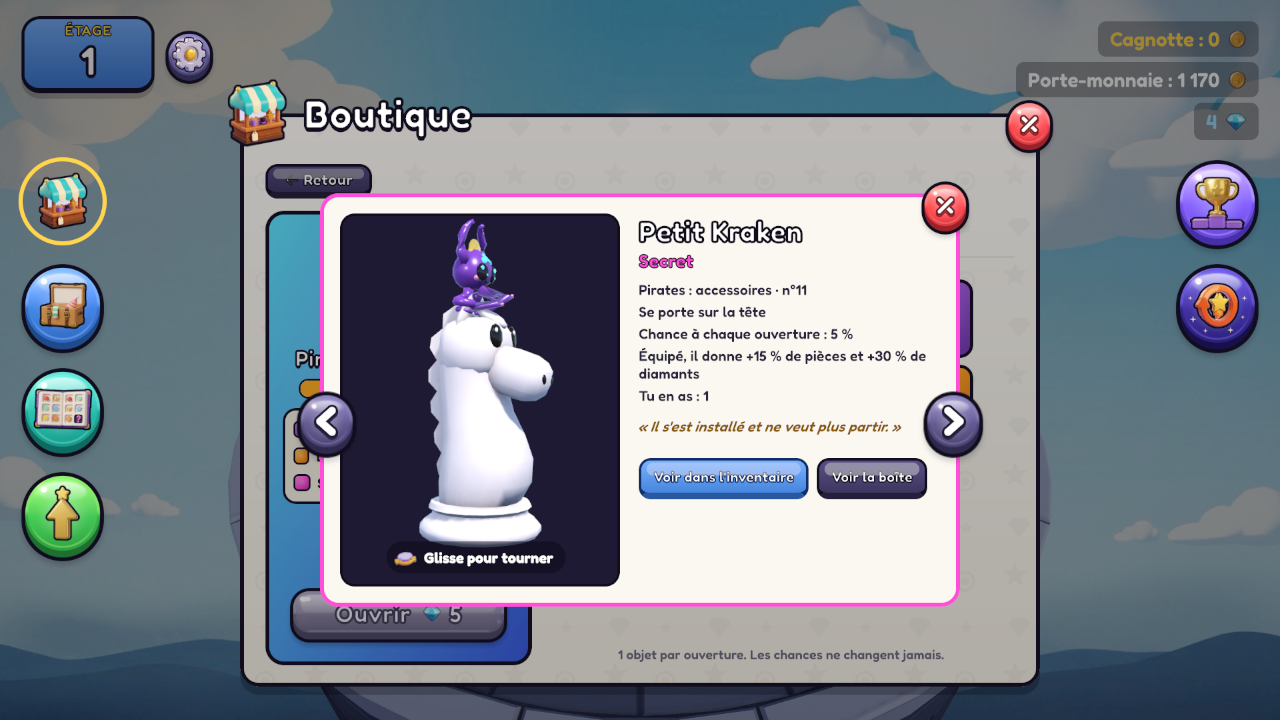 ÉTAGE
1
Cagnotte : 0
Porte-monnaie : 1 170
4
Boutique
← Retour
Petit Kraken
Secret
Pirates : accessoires · n°11
Se porte sur la tête
Chance à chaque ouverture : 5 %
Équipé, il donne +15 % de pièces et +30 % de
diamants
Tu en as : 1
« Il s'est installé et ne veut plus partir. »
Voir dans l'inventaire
Voir la boîte
Glisse pour tourner
Ouvrir 5
1 objet par ouverture. Les chances ne changent jamais.